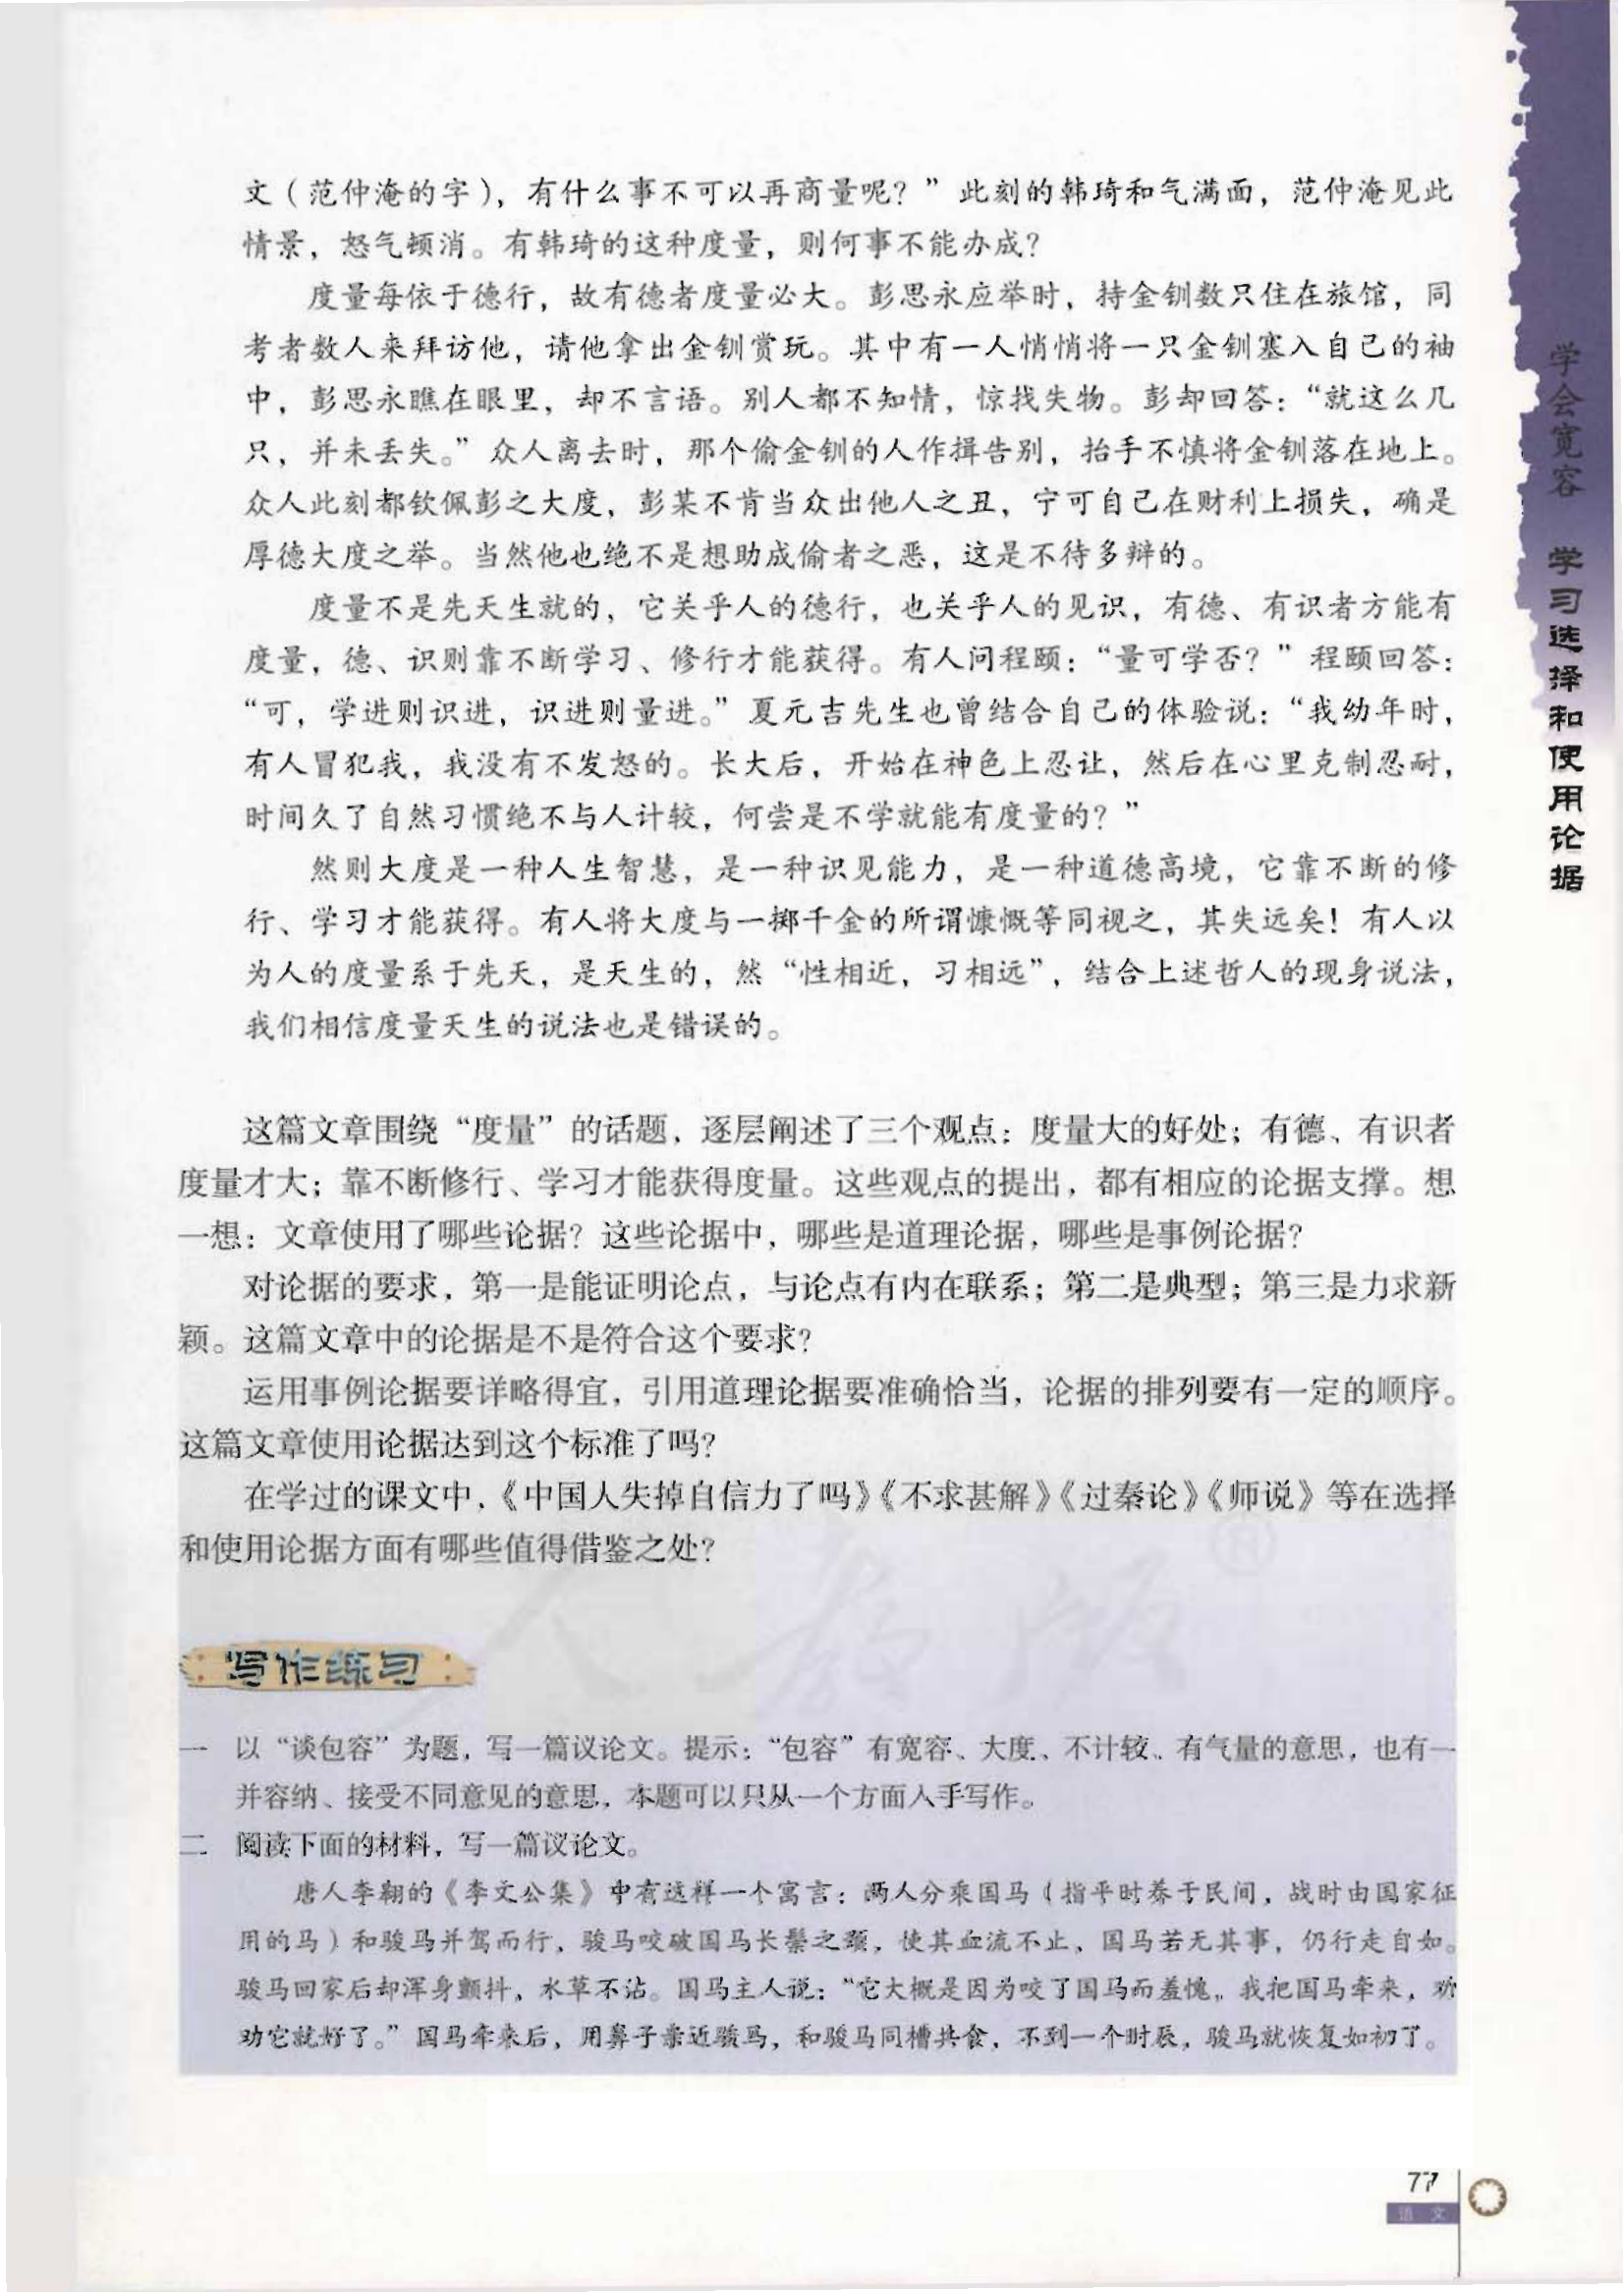 文（范仲淹的字），有什么事不可以再商量呢？”此刻的韩琦和气满面，范仲淹见此
情景，怒气顿消。有韩琦的这种度量，则何事不能办成？
度量每依于德行，故有德者度量必大。彭思永应举时，持金钏数只住在旅馆，同
考者数人来拜访他，请他拿出金钏赏玩。其中有一人悄悄将一只金钏塞入自己的袖
中，彭思永瞧在眼里，却不言语。别人都不知情，惊找失物。彭却回答：“就这么几
只，并未丢失。”众人离去时，那个偷金钏的人作揖告别，抬手不慎将金钏落在地上。
众人此刻都钦佩彭之大度，彭某不肯当众出他人之丑，宁可自己在财利上损失，确是
厚德大度之举。当然他也绝不是想助成偷者之恶，这是不待多辩的。
度量不是先天生就的，它关乎人的德行，也关乎人的见识，有德、有识者方能有
度量，德、识则靠不断学习、修行才能获得。有人问程颐：“量可学否？”程颐回答：
“可，学进则识进，识进则量进。”夏元吉先生也曾结合自己的体验说：“我幼年时，
有人冒犯我，我没有不发怒的。长大后，开始在神色上忍让，然后在心里克制忍耐，
时间久了自然习惯绝不与人计较，何尝是不学就能有度量的？”
然则大度是一种人生智慧，是一种识见能力，是一种道德高境，它靠不断的修
行、学习才能获得。有人将大度与一掷千金的所谓慷慨等同视之，其失远矣！有人以
为人的度量系于先天，是天生的，然“性相近，习相远”，结合上述哲人的现身说法，
我们相信度量天生的说法也是错误的。
这篇文章围绕“度量”的话题，逐层阐述了三个观点：度量大的好处；有德、有识者
度量才大；靠不断修行、学习才能获得度量。这些观点的提出，都有相应的论据支撑。想
一想：文章使用了哪些论据？这些论据中，哪些是道理论据，哪些是事例论据？
对论据的要求，第一是能证明论点，与论点有内在联系；第二是典型；第三是力求新
颖。这篇文章中的论据是不是符合这个要求？
运用事例论据要详略得宜，引用道理论据要准确恰当，论据的排列要有一定的顺序。
这篇文章使用论据达到这个标准了吗？
在学过的课文中，《中国人失掉自信力了吗》《不求甚解》《过秦论》《师说》等在选择
和使用论据方面有哪些值得借鉴之处？
人教版®
写作练习
一 以“谈包容”为题，写一篇议论文。提示：“包容”有宽容、大度、不计较、有气量的意思，也有一
并容纳、接受不同意见的意思，本题可以只从一个方面入手写作。
二 阅读下面的材料，写一篇议论文。
唐人李翱的《李文公集》中有这样一个寓言：两人分乘国马（指平时养于民间，战时由国家征
用的马）和骏马并驾而行，骏马咬破国马长鬃之颈，使其血流不止，国马若无其事，仍行走自如。
骏马回家后却浑身颤抖，水草不沾。国马主人说：“它大概是因为咬了国马而羞愧，我把国马牵来，劝
劝它就好了。”国马牵来后，用鼻子亲近骏马，和骏马同槽共食，不到一个时辰，骏马就恢复如初了。
学会宽容 学习选择和使用论据
77
语 文